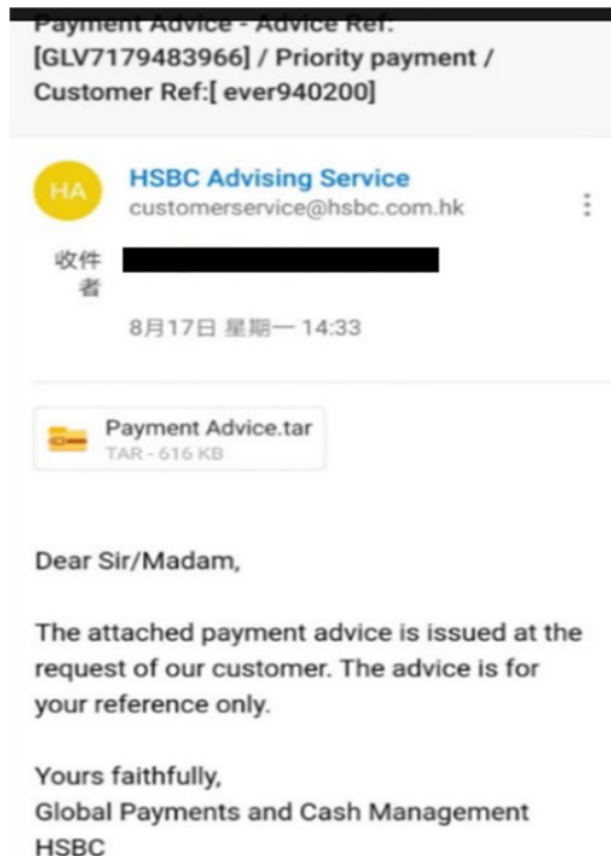 Payment Advice - Advice Ref:
[GLV7179483966] / Priority payment /
Customer Ref:[ ever940200]
HA
HSBC Advising Service
customerservice@hsbc.com.hk
收件
者
8月17日 星期一 14:33
Payment Advice.tar
TAR - 616 KB
Dear Sir/Madam,
The attached payment advice is issued at the
request of our customer. The advice is for
your reference only.
Yours faithfully,
Global Payments and Cash Management
HSBC